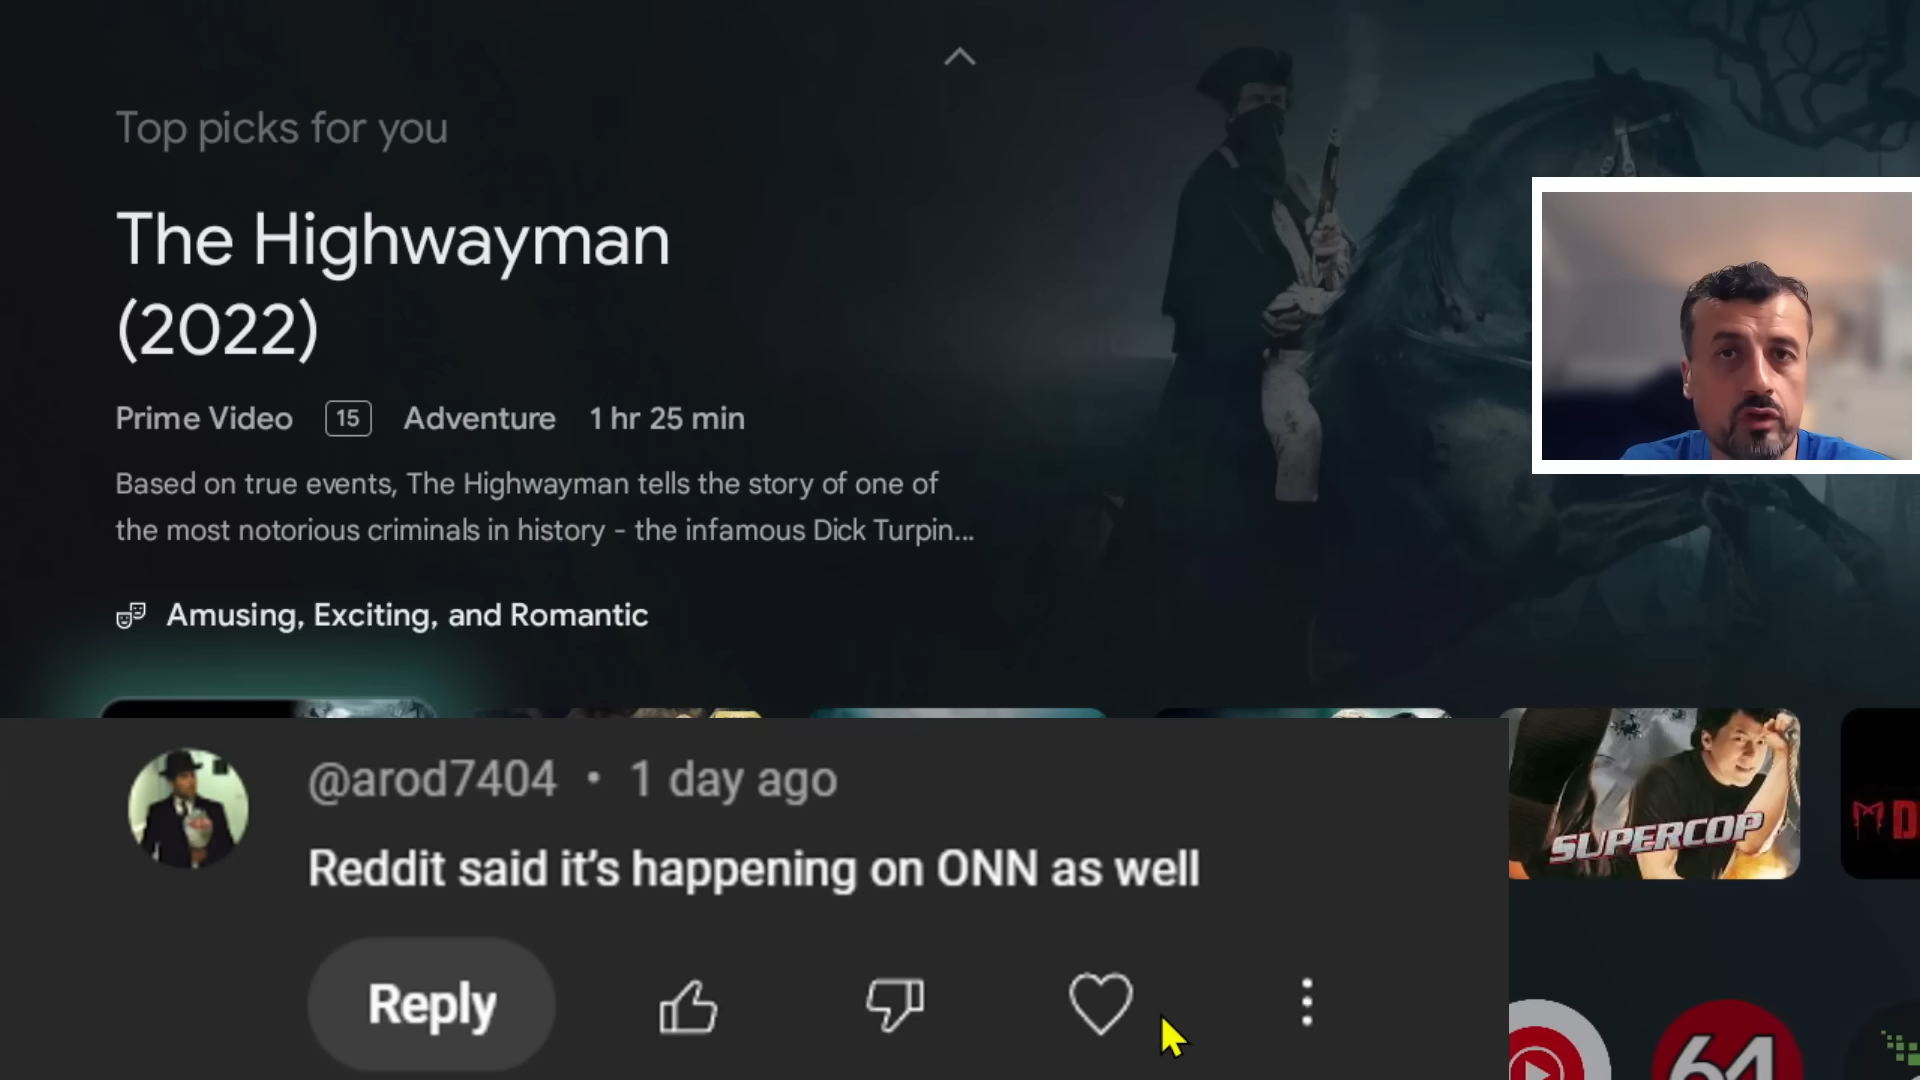 Top picks for you
The Highwayman
(2022)
Prime Video 15 Adventure 1 hr 25 min
Based on true events, The Highwayman tells the story of one of
the most notorious criminals in history - the infamous Dick Turpin...
Amusing, Exciting, and Romantic
SUPERCOP
D
@arod7404 • 1 day ago
Reddit said it's happening on ONN as well
Reply
64